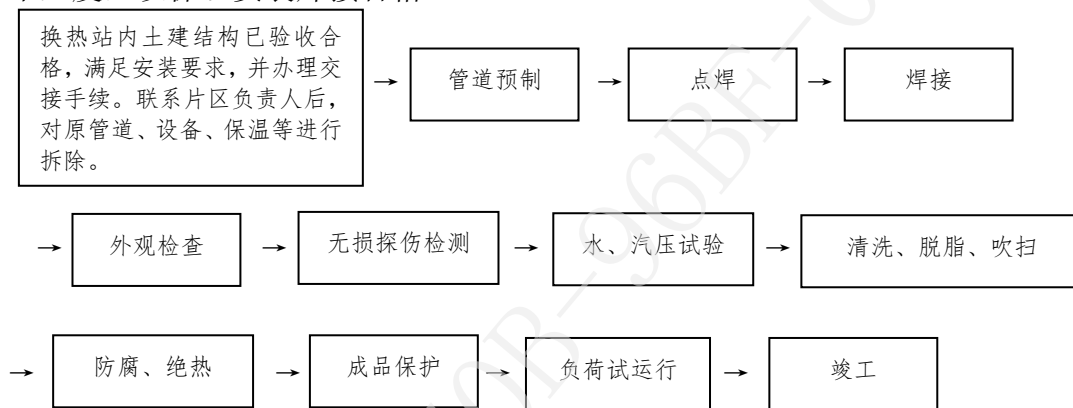 换热站内土建结构已验收合
格，满足安装要求，并办理交
接手续。联系片区负责人后，
对原管道、设备、保温等进行
拆除。
→ 管道预制 → 点焊 → 焊接
→ 外观检查 → 无损探伤检测 → 水、汽压试验 → 清洗、脱脂、吹扫
→ 防腐、绝热 → 成品保护 → 负荷试运行 → 竣工